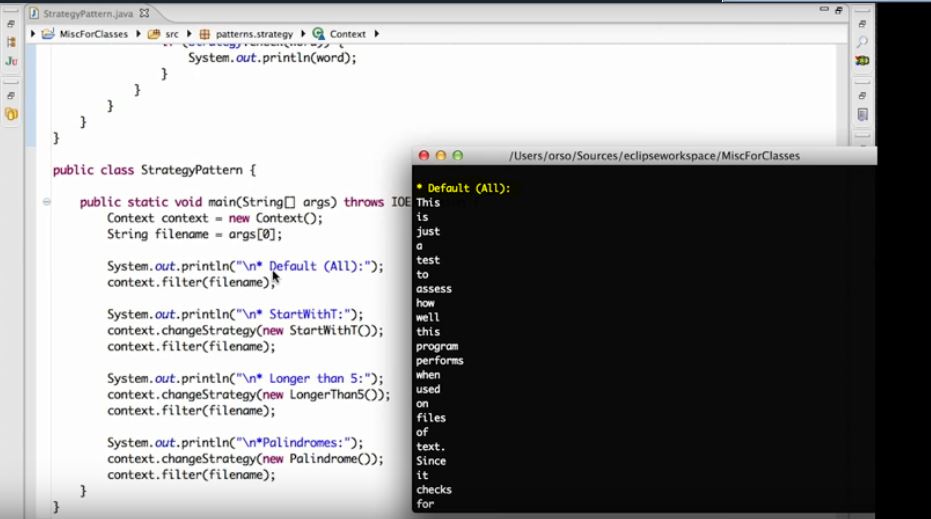 StrategyPattern.java
MiscForClasses src patterns.strategy Context
System.out.println(word);
}
}
}
}
}
public class StrategyPattern {
public static void main(String[] args) throws IOE
Context context = new Context();
String filename = args[0];
System.out.println("\n* Default (All):");
context.filter(filename);
System.out.println("\n* StartWithT:");
context.changeStrategy(new StartWithT());
context.filter(filename);
System.out.println("\n* Longer than 5:");
context.changeStrategy(new LongerThan5());
context.filter(filename);
System.out.println("\n*Palindromes:");
context.changeStrategy(new Palindrome());
context.filter(filename);
}
}
/Users/orso/Sources/eclipseworkspace/MiscForClasses
* Default (All):
This
is
just
a
test
to
assess
how
well
this
program
performs
when
used
on
files
of
text.
Since
it
checks
for